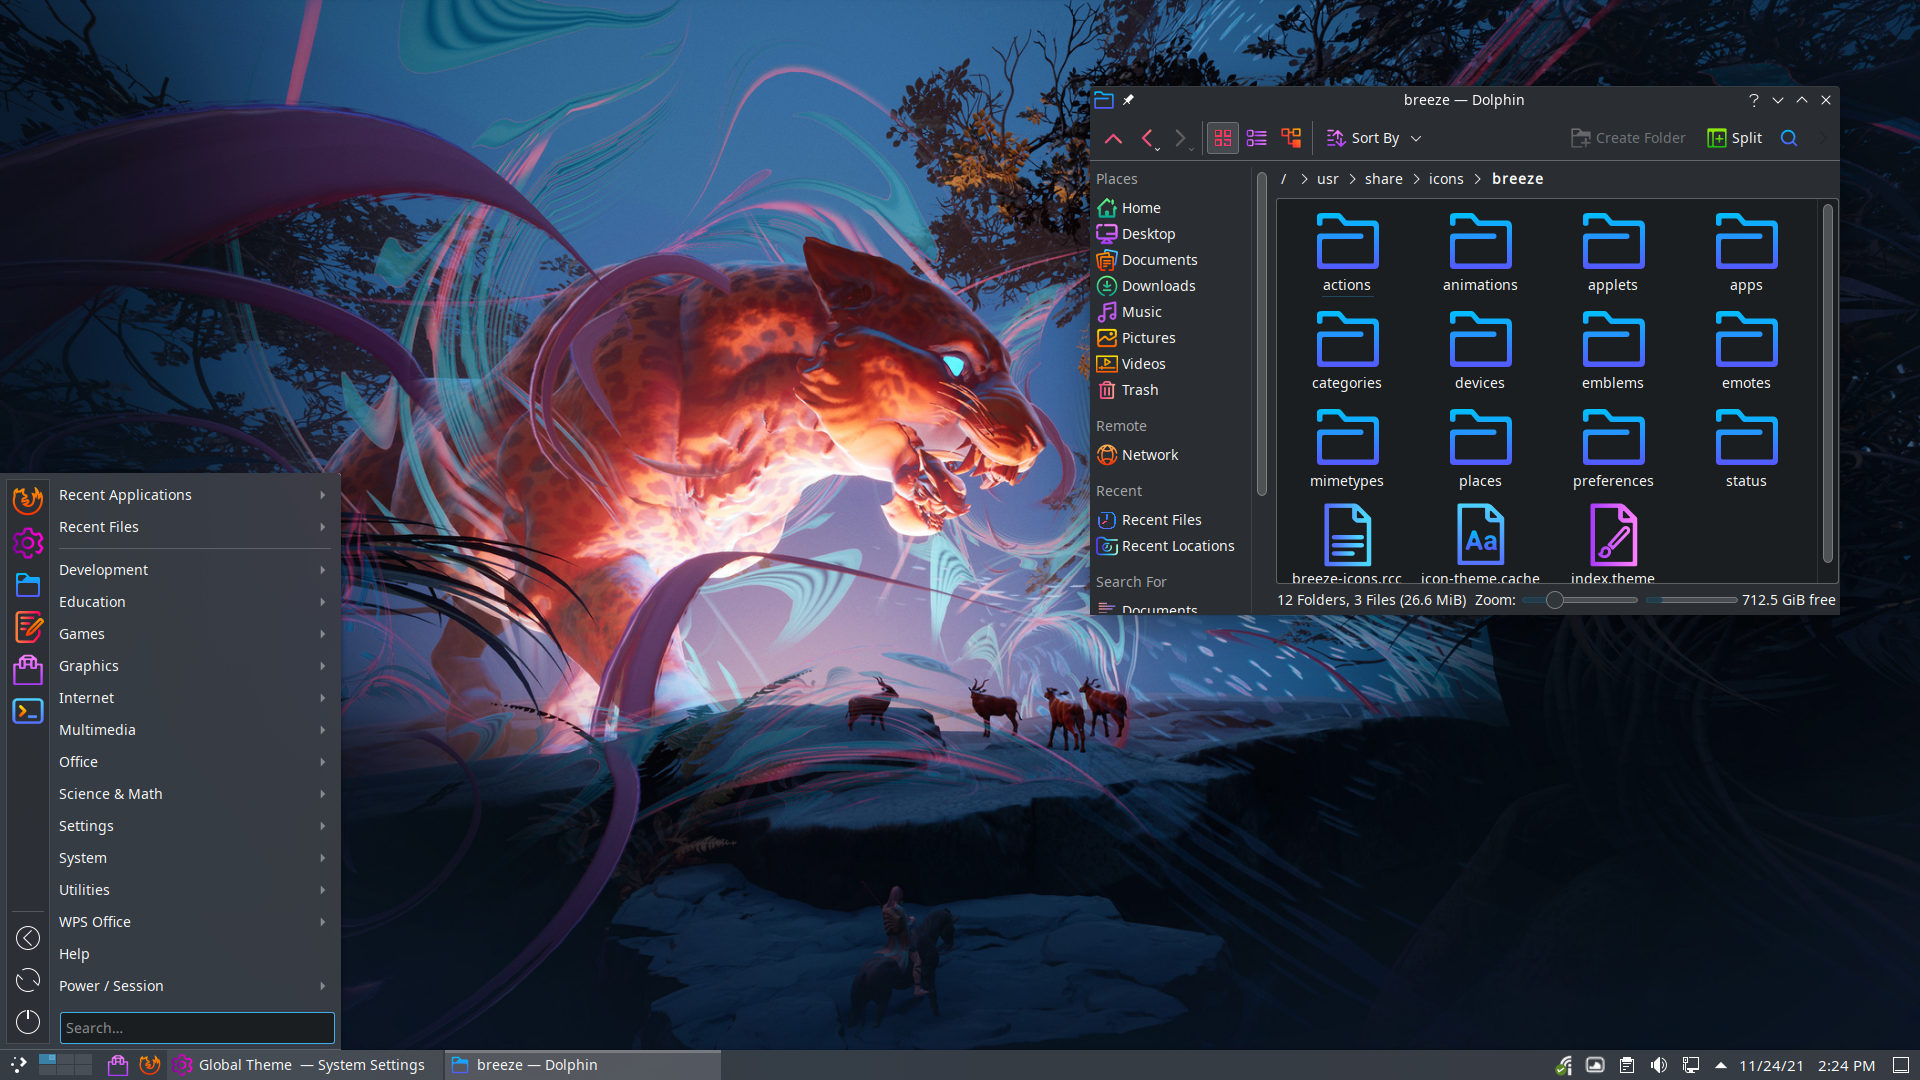 breeze — Dolphin
Sort By
Create Folder
Split
Places
Home
Desktop
Documents
Downloads
Music
Pictures
Videos
Trash
Remote
Network
Recent
Recent Files
Recent Locations
Search For
Documents
/ > usr > share > icons > breeze
actions animations applets apps
categories devices emblems emotes
mimetypes places preferences status
Aa
breeze-icons.rcc icon-theme.cache index.theme
12 Folders, 3 Files (26.6 MiB) Zoom: 712.5 GiB free
Recent Applications
Recent Files
Development
Education
Games
Graphics
Internet
Multimedia
Office
Science & Math
Settings
System
Utilities
WPS Office
Help
Power / Session
Search...
Global Theme — System Settings
breeze — Dolphin
11/24/21 2:24 PM